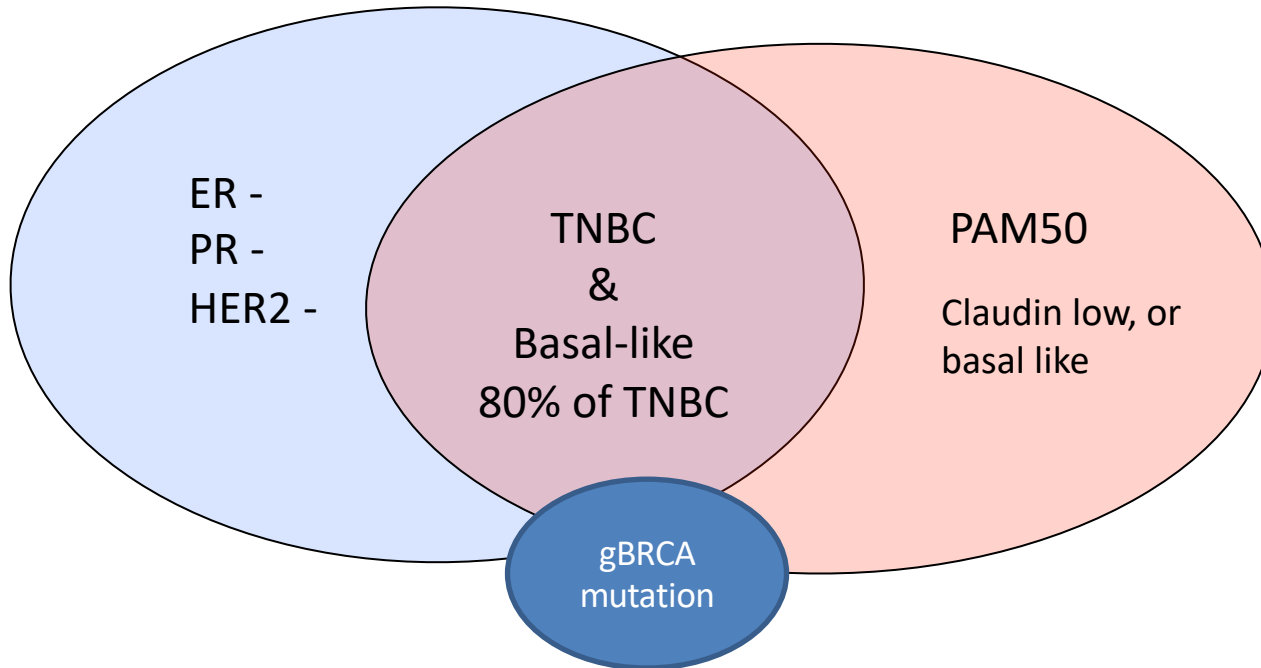 ER -
PR -
HER2 -
TNBC
&
Basal-like
80% of TNBC
PAM50
Claudin low, or
basal like
gBRCA
mutation